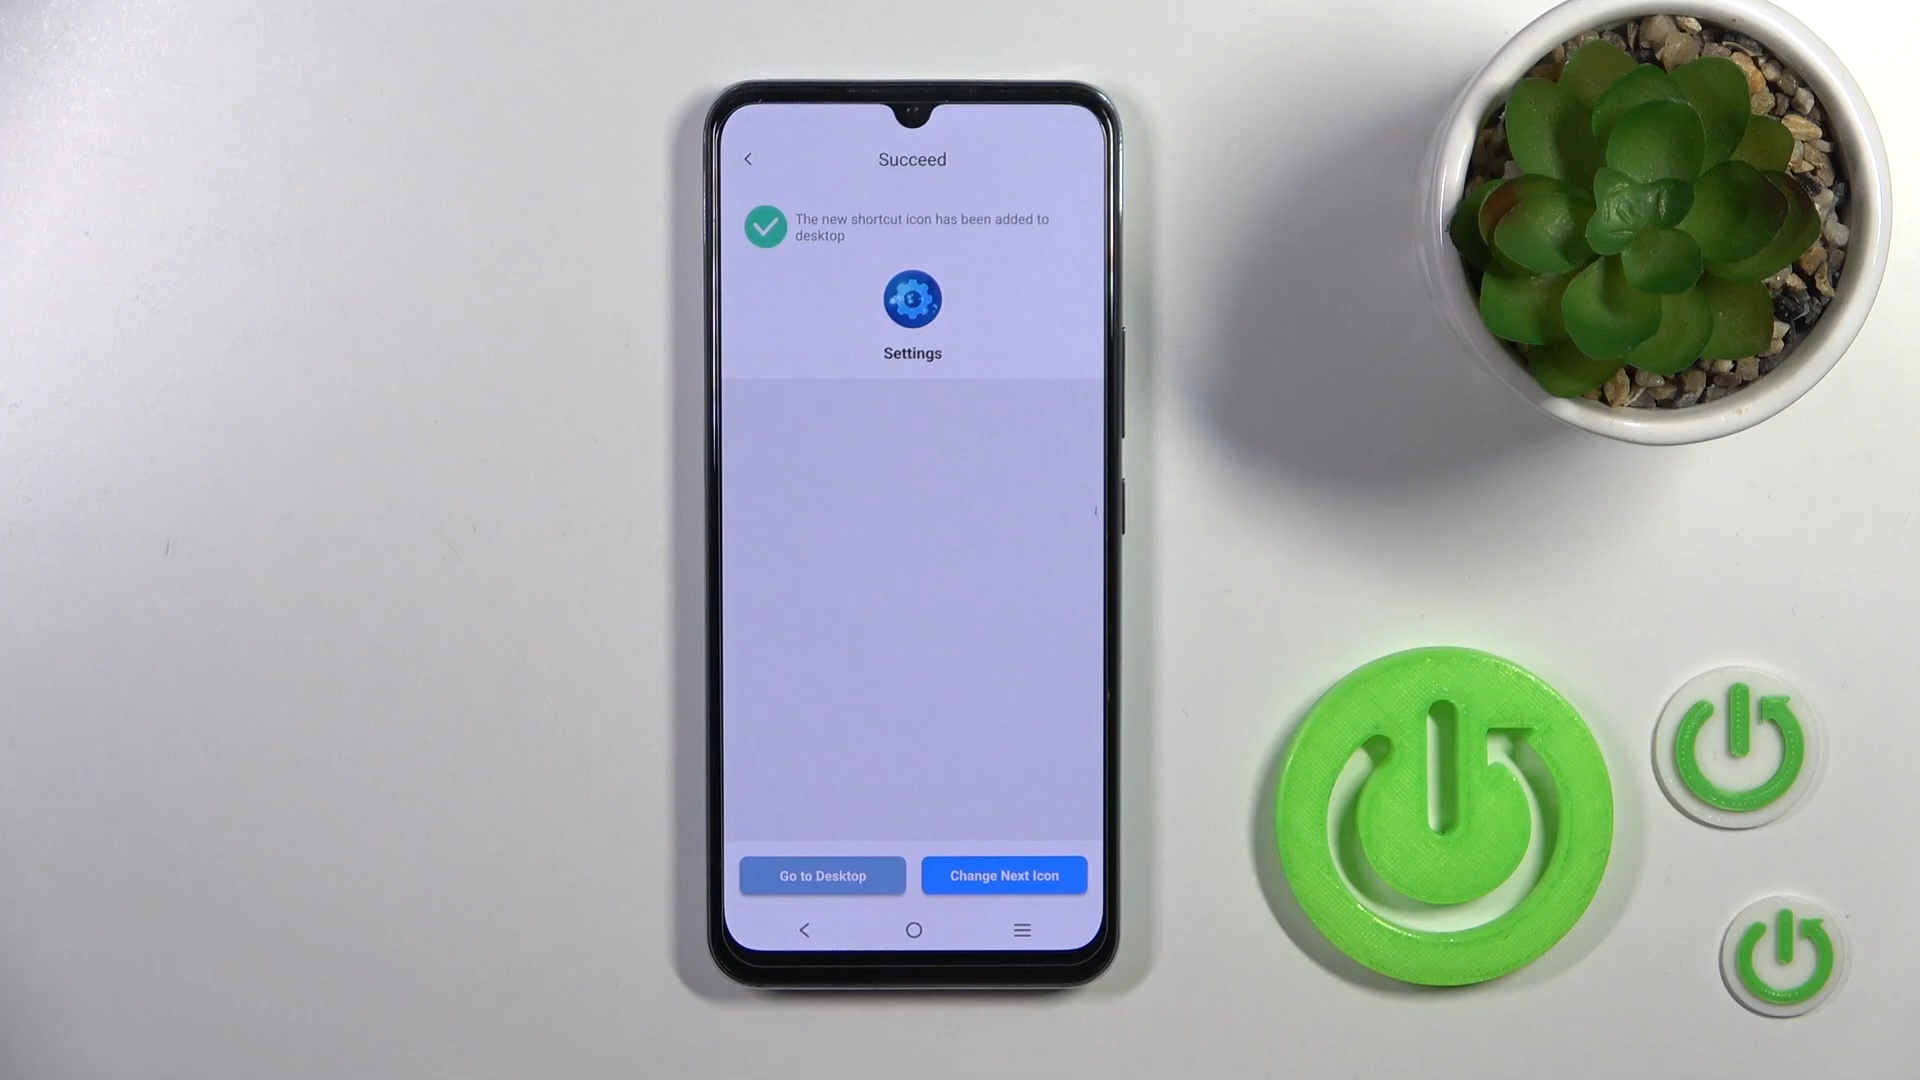 Succeed
The new shortcut icon has been added to
desktop
Settings
Go to Desktop
Change Next Icon